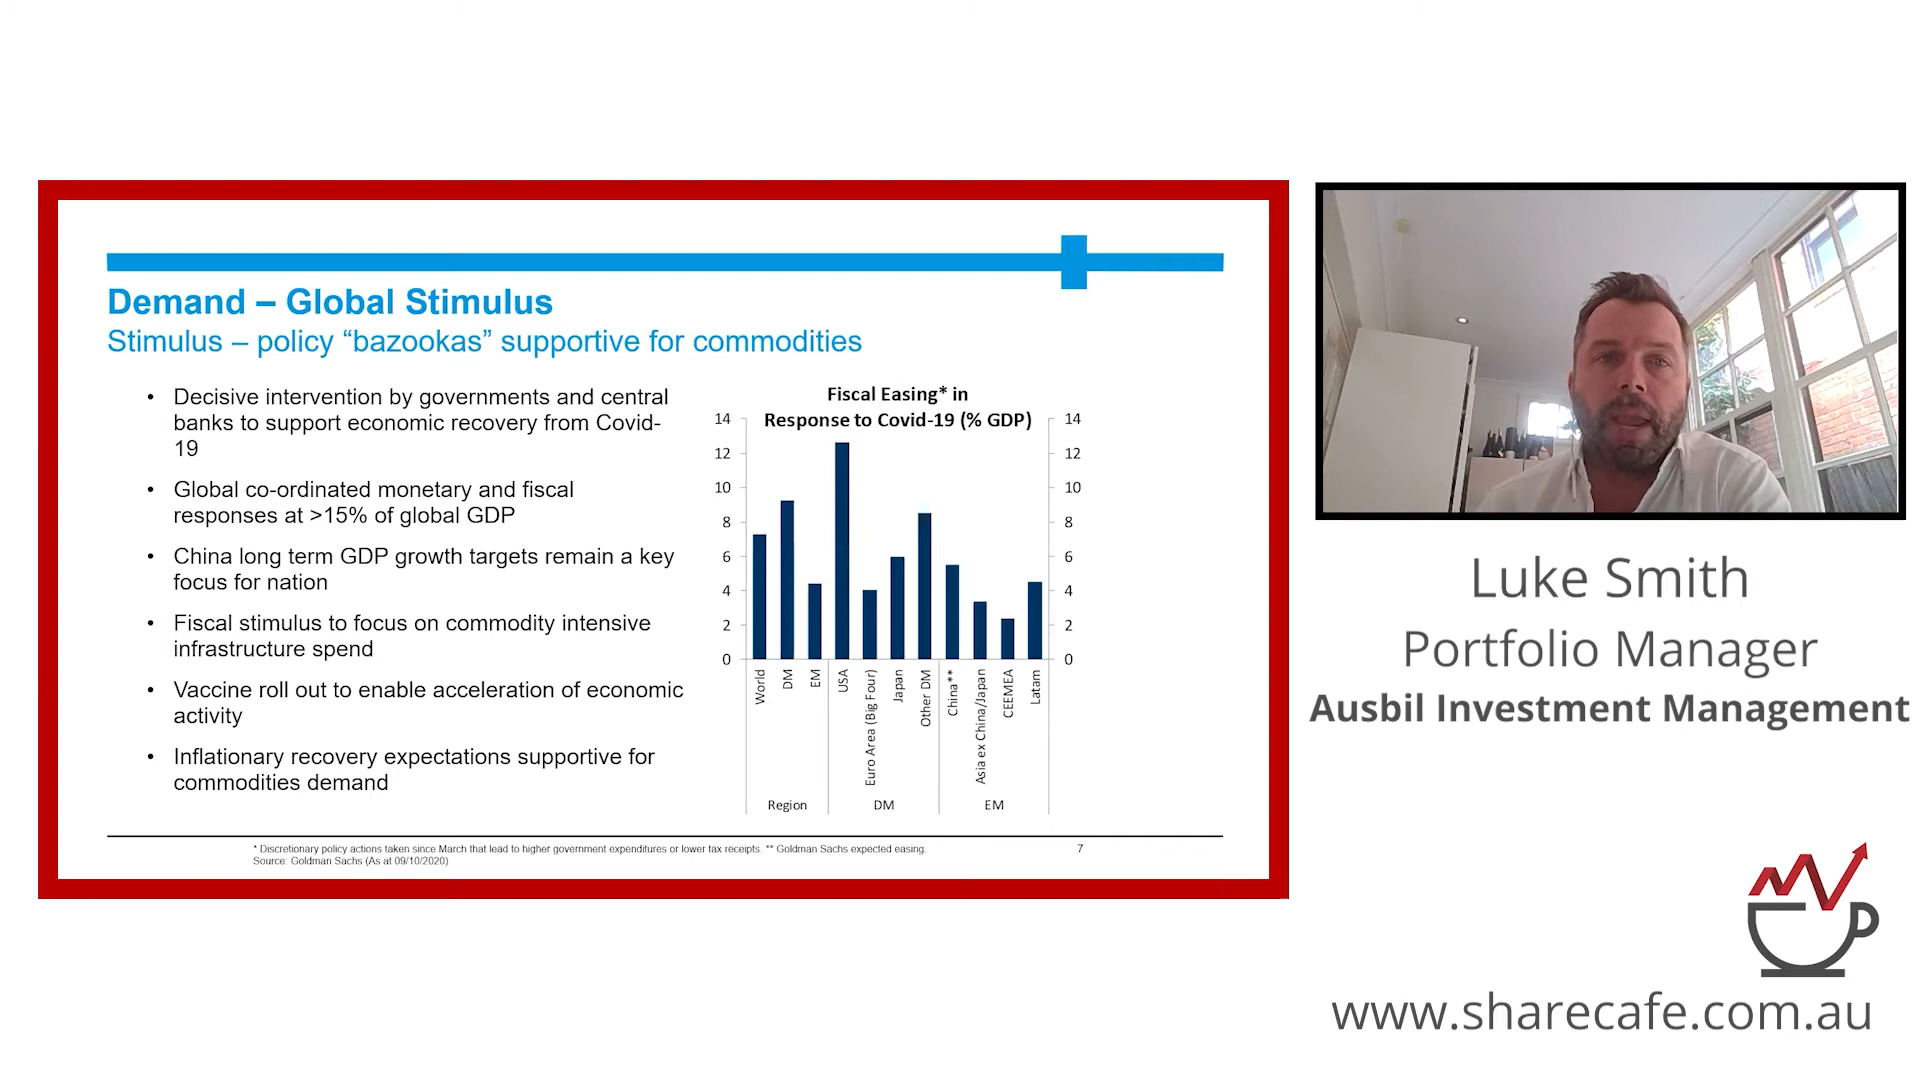 Demand – Global Stimulus
Stimulus – policy “bazookas” supportive for commodities
• Decisive intervention by governments and central
banks to support economic recovery from Covid-
19
• Global co-ordinated monetary and fiscal
responses at >15% of global GDP
• China long term GDP growth targets remain a key
focus for nation
• Fiscal stimulus to focus on commodity intensive
infrastructure spend
• Vaccine roll out to enable acceleration of economic
activity
• Inflationary recovery expectations supportive for
commodities demand
Fiscal Easing* in
Response to Covid-19 (% GDP)
14 14
12 12
10 10
8 8
6 6
4 4
2 2
0 0
World
DM
EM
USA
Euro Area (Big Four)
Japan
Other DM
China**
Asia ex China/Japan
CEEMEA
Latam
Region DM EM
* Discretionary policy actions taken since March that lead to higher government expenditures or lower tax receipts. ** Goldman Sachs expected easing.
Source: Goldman Sachs (As at 09/10/2020)
7
Luke Smith
Portfolio Manager
Ausbil Investment Management
www.sharecafe.com.au